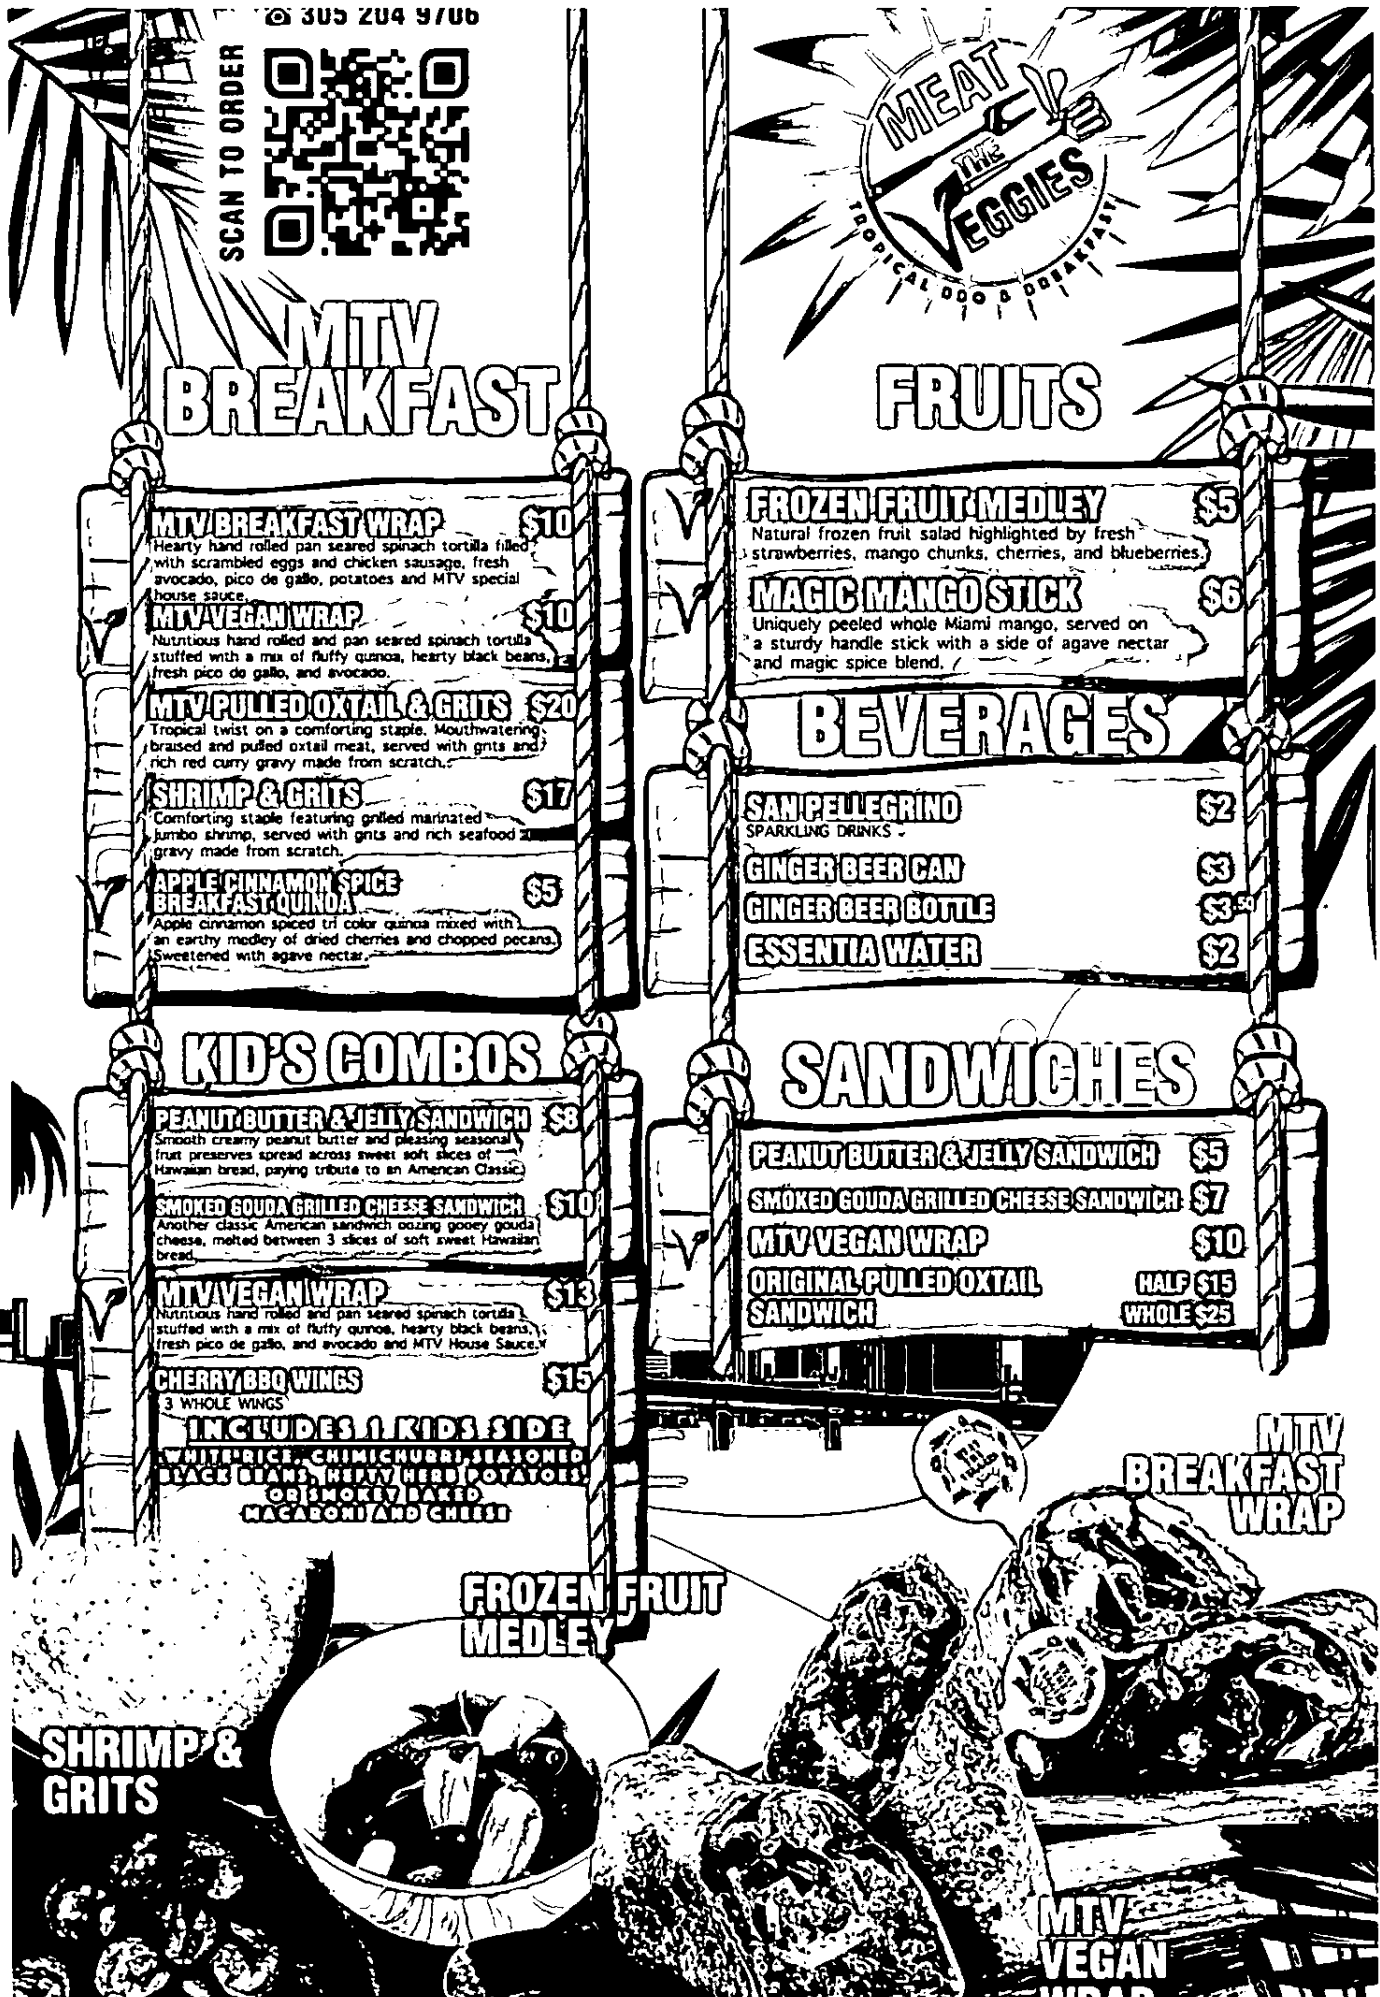 ☎ 305 204 9706
SCAN TO ORDER
MEAT
THE
VEGGIES
TROPICAL BBQ & BREAKFAST
MTV
BREAKFAST
MTV BREAKFAST WRAP $10
Hearty hand rolled pan seared spinach tortilla filled
with scrambled eggs and chicken sausage, fresh
avocado, pico de gallo, potatoes and MTV special
house sauce.
MTV VEGAN WRAP $10
Nutritious hand rolled and pan seared spinach tortilla
stuffed with a mix of fluffy quinoa, hearty black beans,
fresh pico de gallo, and avocado.
MTV PULLED OXTAIL & GRITS $20
Tropical twist on a comforting staple. Mouthwatering
braised and pulled oxtail meat, served with grits and
rich red curry gravy made from scratch.
SHRIMP & GRITS $17
Comforting staple featuring grilled marinated
jumbo shrimp, served with grits and rich seafood
gravy made from scratch.
APPLE CINNAMON SPICE
BREAKFAST QUINOA $5
Apple cinnamon spiced tri color quinoa mixed with
an earthy medley of dried cherries and chopped pecans.
Sweetened with agave nectar.
KID'S COMBOS
PEANUT BUTTER & JELLY SANDWICH $8
Smooth creamy peanut butter and pleasing seasonal
fruit preserves spread across sweet soft slices of
Hawaiian bread, paying tribute to an American Classic.
SMOKED GOUDA GRILLED CHEESE SANDWICH $10
Another classic American sandwich oozing gooey gouda
cheese, melted between 3 slices of soft sweet Hawaiian
bread.
MTV VEGAN WRAP $13
Nutritious hand rolled and pan seared spinach tortilla
stuffed with a mix of fluffy quinoa, hearty black beans,
fresh pico de gallo, and avocado and MTV House Sauce.
CHERRY BBQ WINGS $15
3 WHOLE WINGS
INCLUDES 1 KIDS SIDE
WHITE RICE, CHIMICHURRI SEASONED
BLACK BEANS, HEFTY HERB POTATOES,
OR SMOKEY BAKED
MACARONI AND CHEESE
FRUITS
FROZEN FRUIT MEDLEY $5
Natural frozen fruit salad highlighted by fresh
strawberries, mango chunks, cherries, and blueberries.
MAGIC MANGO STICK $6
Uniquely peeled whole Miami mango, served on
a sturdy handle stick with a side of agave nectar
and magic spice blend.
BEVERAGES
SAN PELLEGRINO $2
SPARKLING DRINKS
GINGER BEER CAN $3
GINGER BEER BOTTLE $3.50
ESSENTIA WATER $2
SANDWICHES
PEANUT BUTTER & JELLY SANDWICH $5
SMOKED GOUDA GRILLED CHEESE SANDWICH $7
MTV VEGAN WRAP $10
ORIGINAL PULLED OXTAIL HALF $15
SANDWICH WHOLE $25
MTV
BREAKFAST
WRAP
FROZEN FRUIT
MEDLEY
SHRIMP &
GRITS
MTV
VEGAN
WRAP